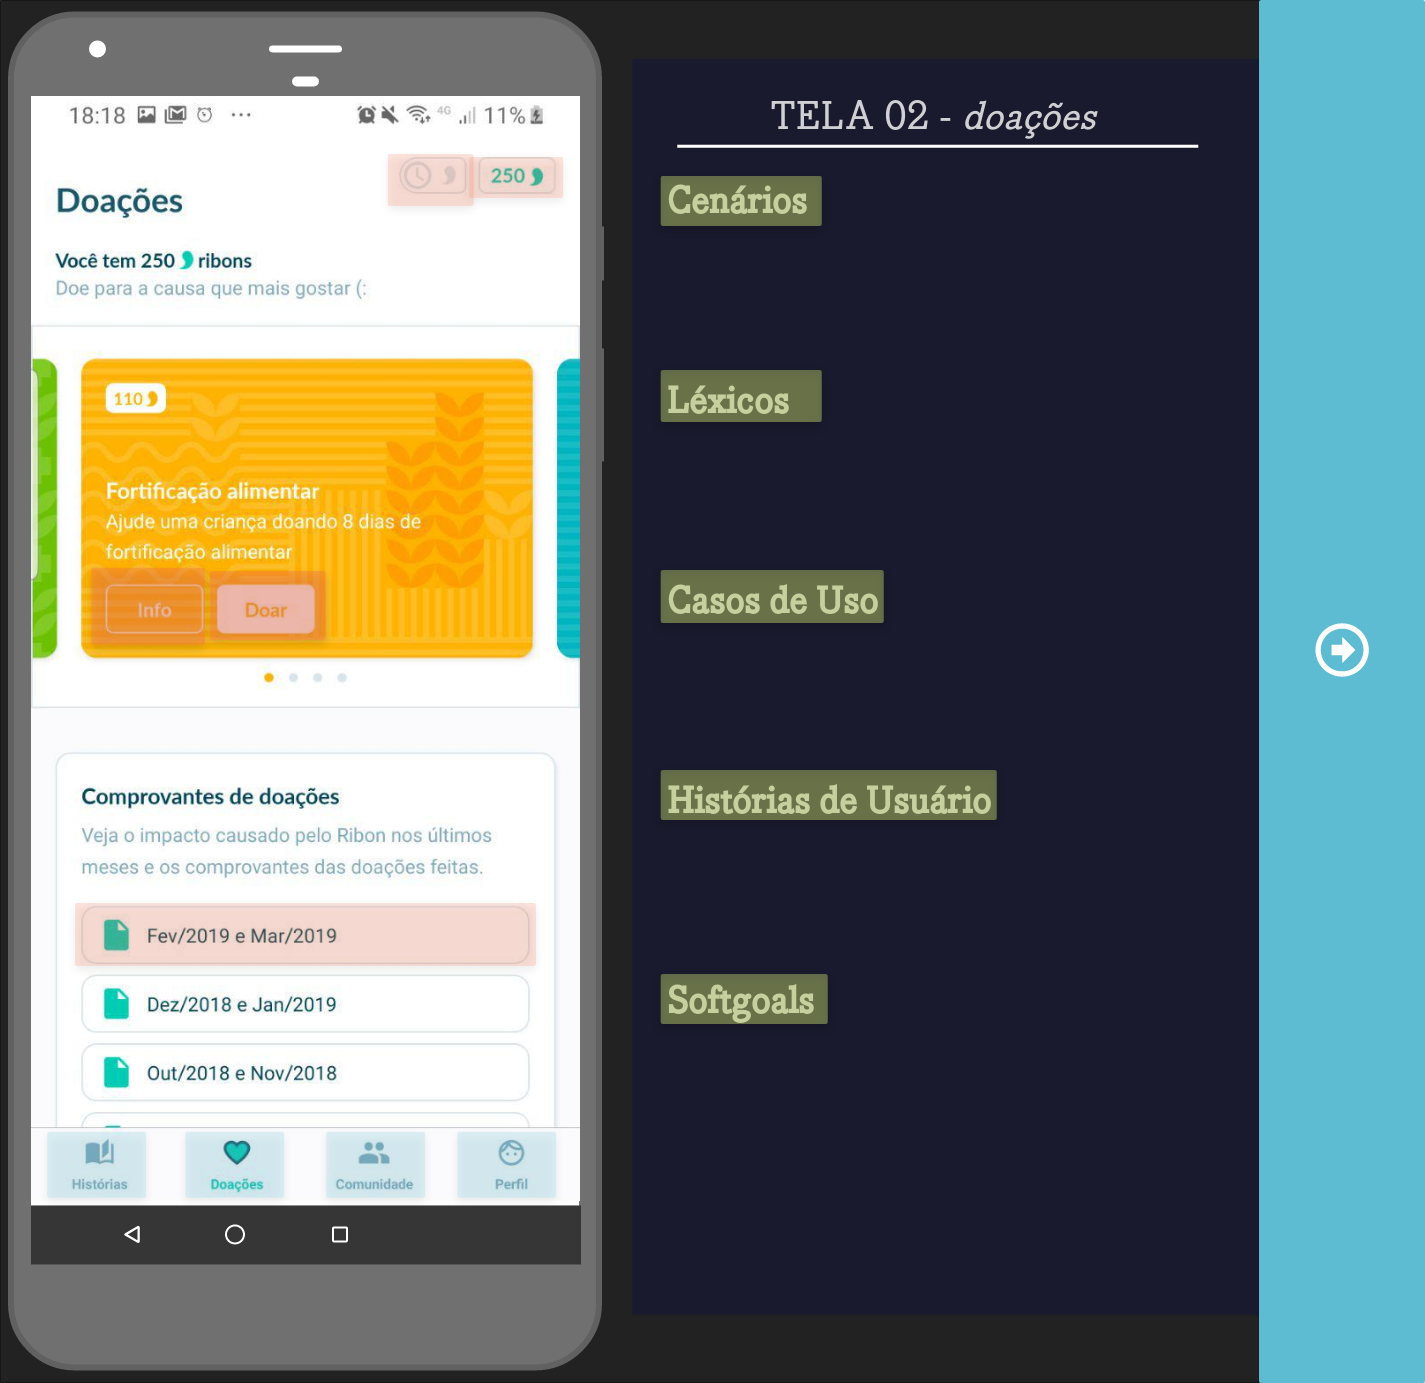 18:18
4G
11%
250
Doações
Você tem 250 ribons
Doe para a causa que mais gostar (:
110
Fortificação alimentar
Ajude uma criança doando 8 dias de
fortificação alimentar
Info
Doar
Comprovantes de doações
Veja o impacto causado pelo Ribon nos últimos
meses e os comprovantes das doações feitas.
Fev/2019 e Mar/2019
Dez/2018 e Jan/2019
Out/2018 e Nov/2018
Histórias
Doações
Comunidade
Perfil
TELA 02 - doações
Cenários
Léxicos
Casos de Uso
Histórias de Usuário
Softgoals